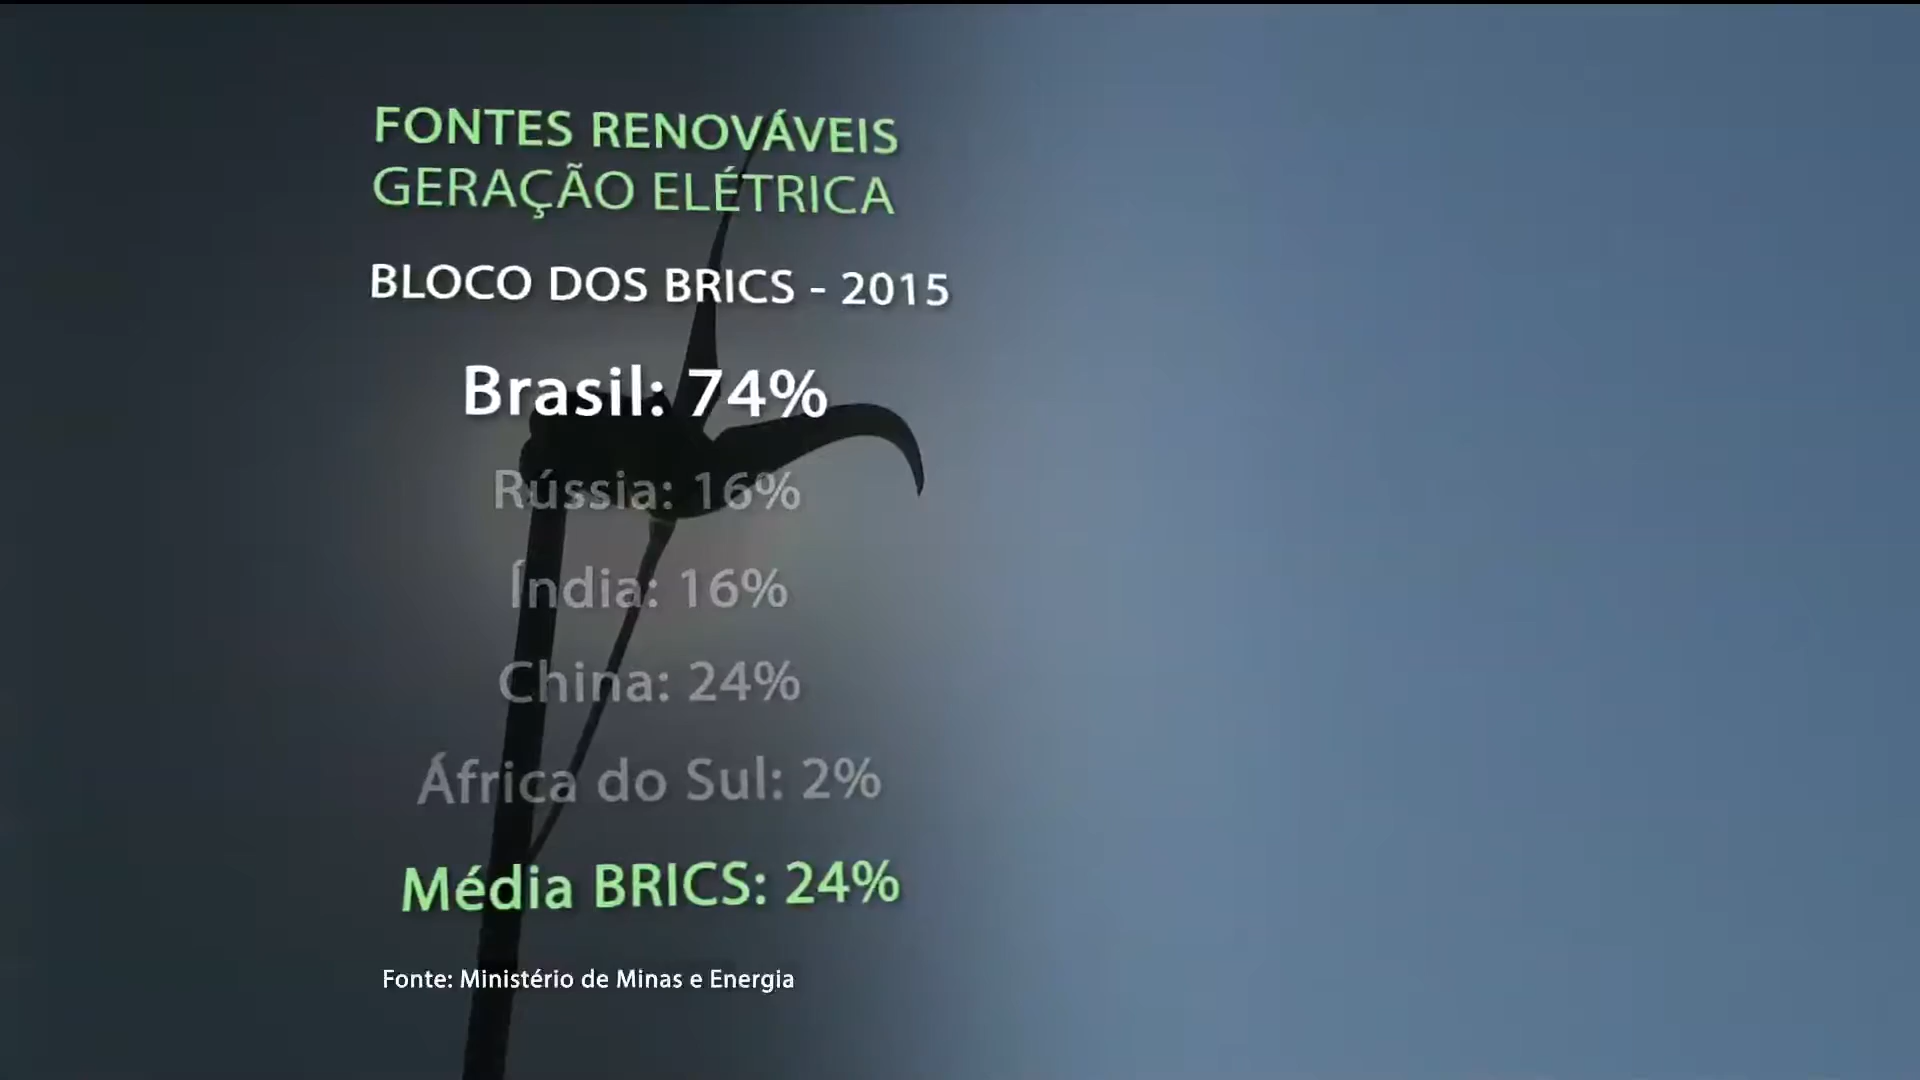 FONTES RENOVÁVEIS
GERAÇÃO ELÉTRICA
BLOCO DOS BRICS - 2015
Brasil: 74%
Rússia: 16%
Índia: 16%
China: 24%
África do Sul: 2%
Média BRICS: 24%
Fonte: Ministério de Minas e Energia